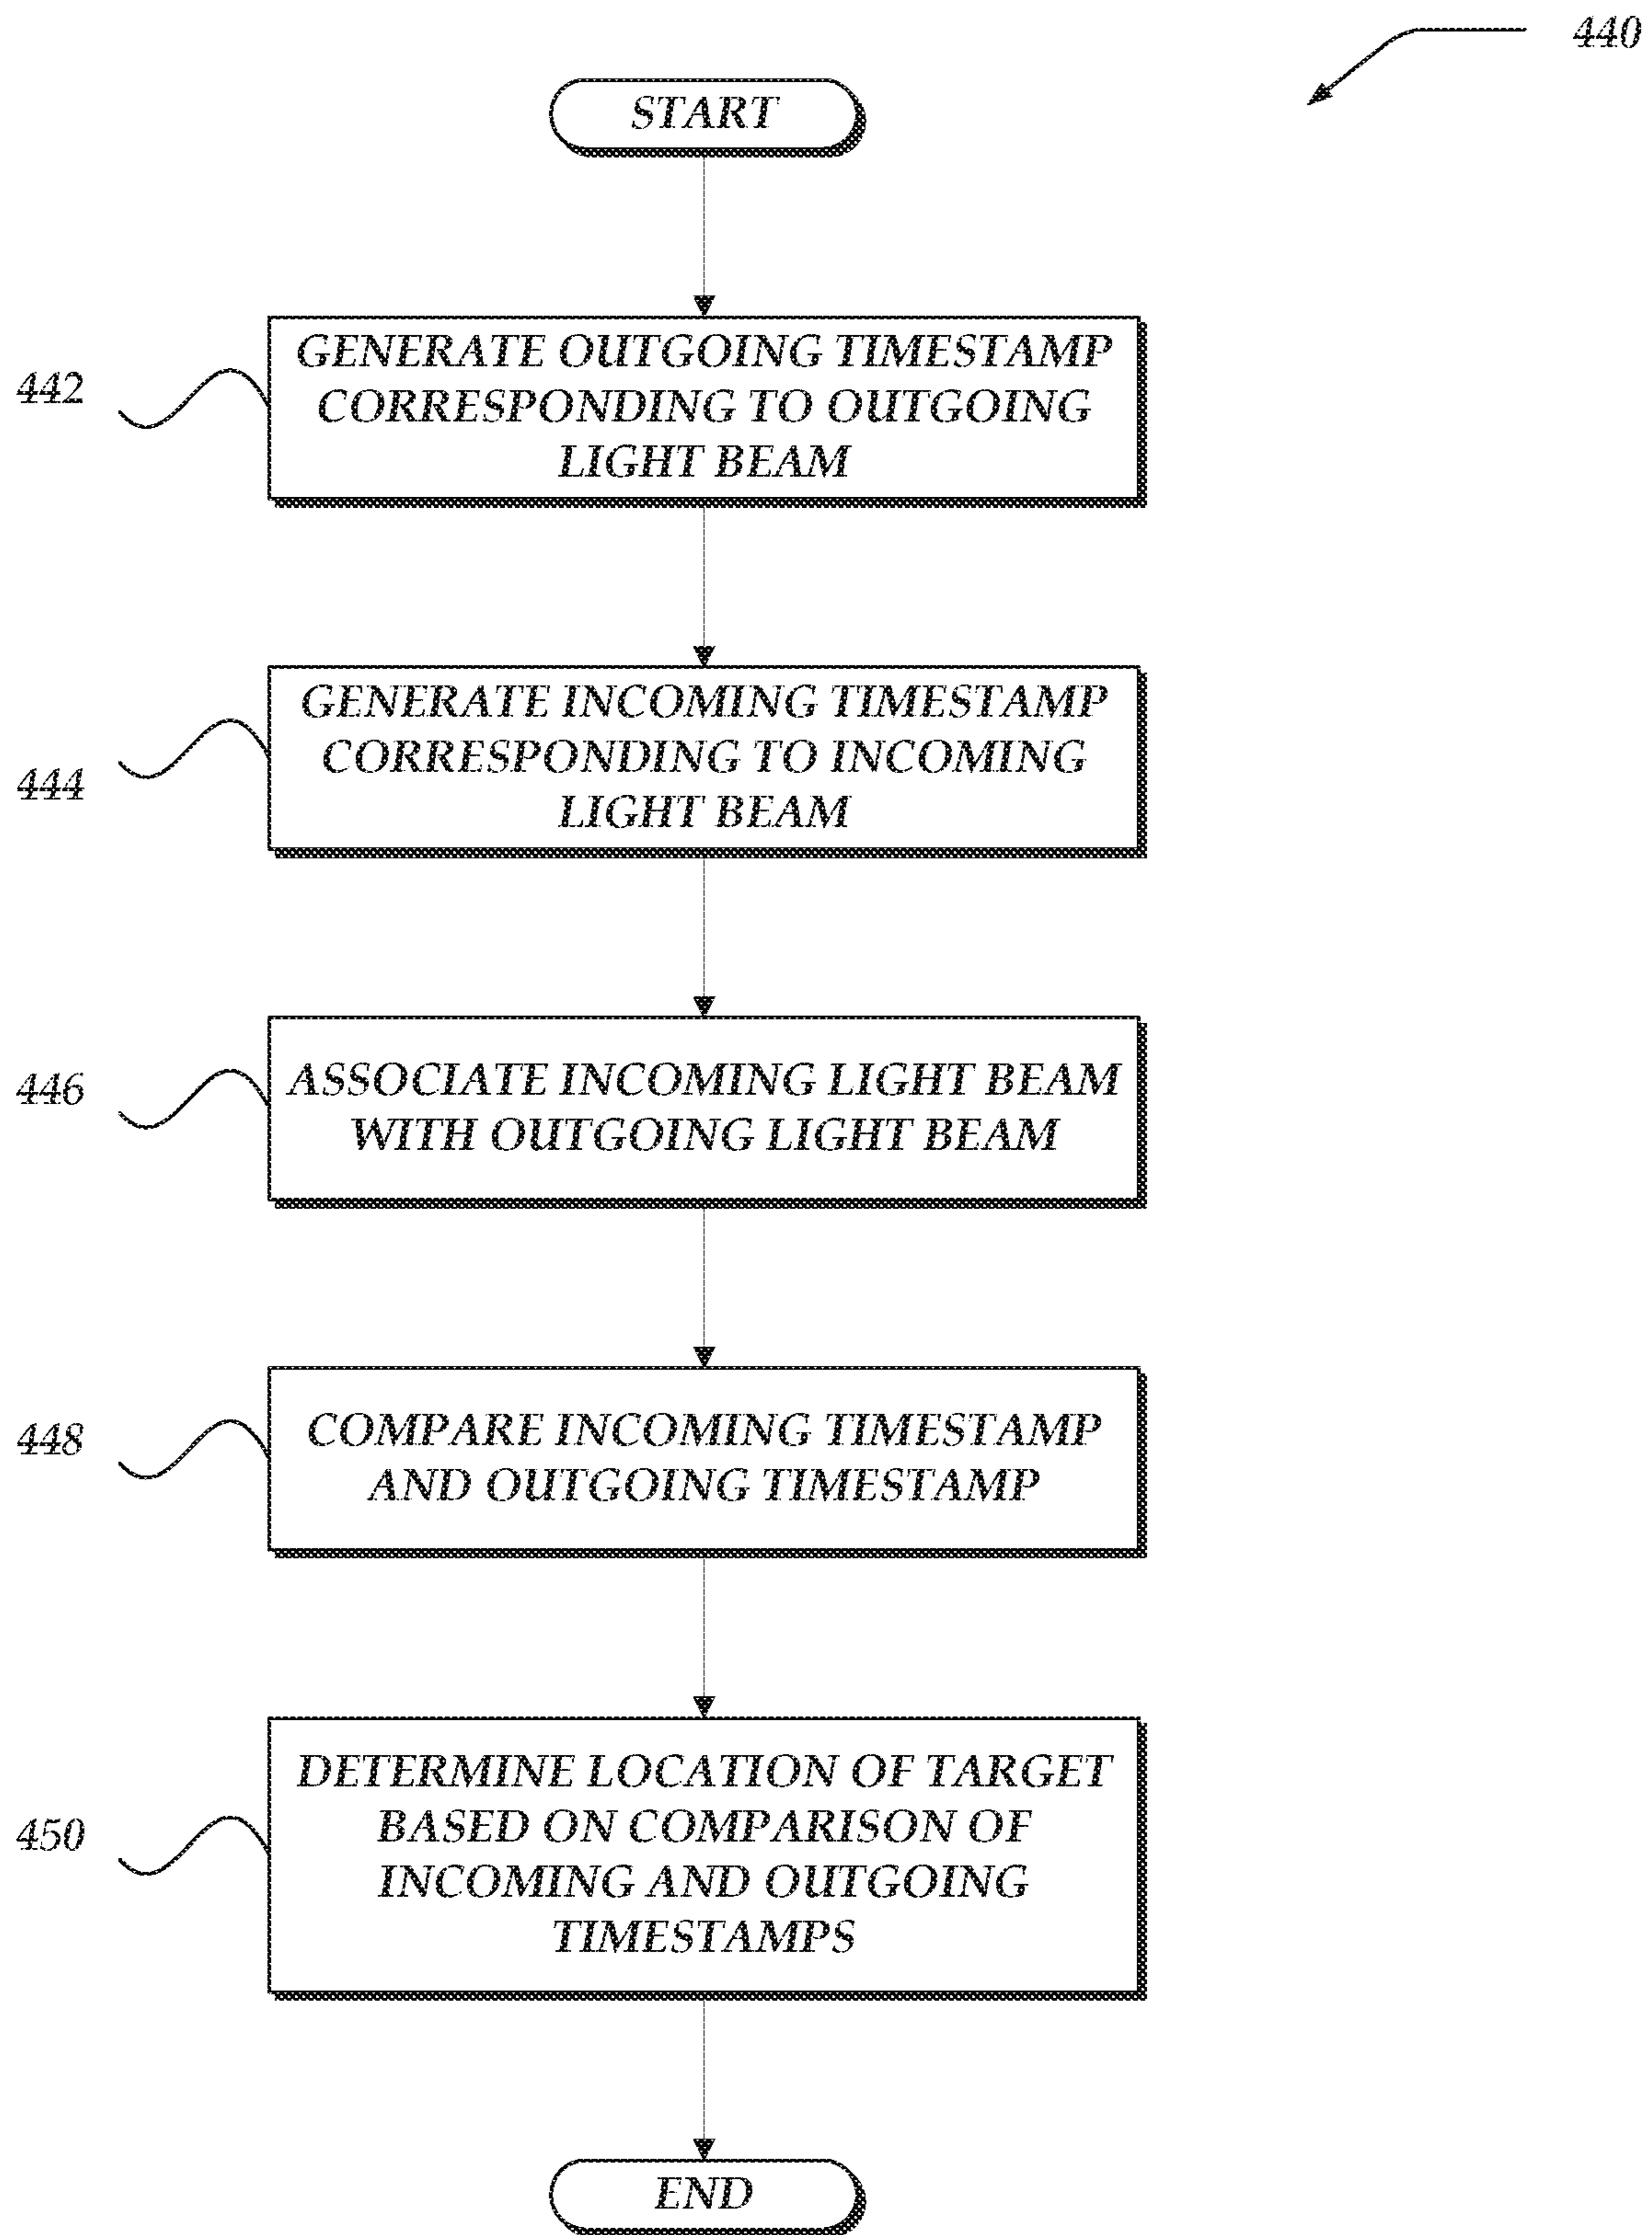 440
START
442
GENERATE OUTGOING TIMESTAMP
CORRESPONDING TO OUTGOING
LIGHT BEAM
444
GENERATE INCOMING TIMESTAMP
CORRESPONDING TO INCOMING
LIGHT BEAM
446
ASSOCIATE INCOMING LIGHT BEAM
WITH OUTGOING LIGHT BEAM
448
COMPARE INCOMING TIMESTAMP
AND OUTGOING TIMESTAMP
450
DETERMINE LOCATION OF TARGET
BASED ON COMPARISON OF
INCOMING AND OUTGOING
TIMESTAMPS
END